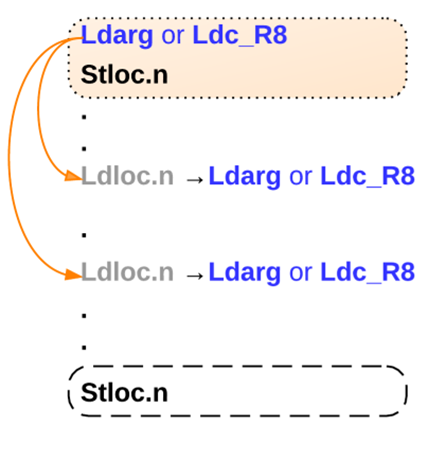 Ldarg or Ldc_R8
Stloc.n
.
.
Ldloc.n →Ldarg or Ldc_R8
.
Ldloc.n →Ldarg or Ldc_R8
.
.
Stloc.n